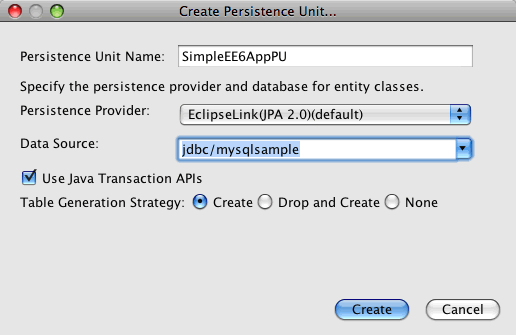 Create Persistence Unit...
Persistence Unit Name: SimpleEE6AppPU
Specify the persistence provider and database for entity classes.
Persistence Provider: EclipseLink(JPA 2.0)(default)
Data Source: jdbc/mysqlsample
Use Java Transaction APIs
Table Generation Strategy: Create Drop and Create None
Create Cancel